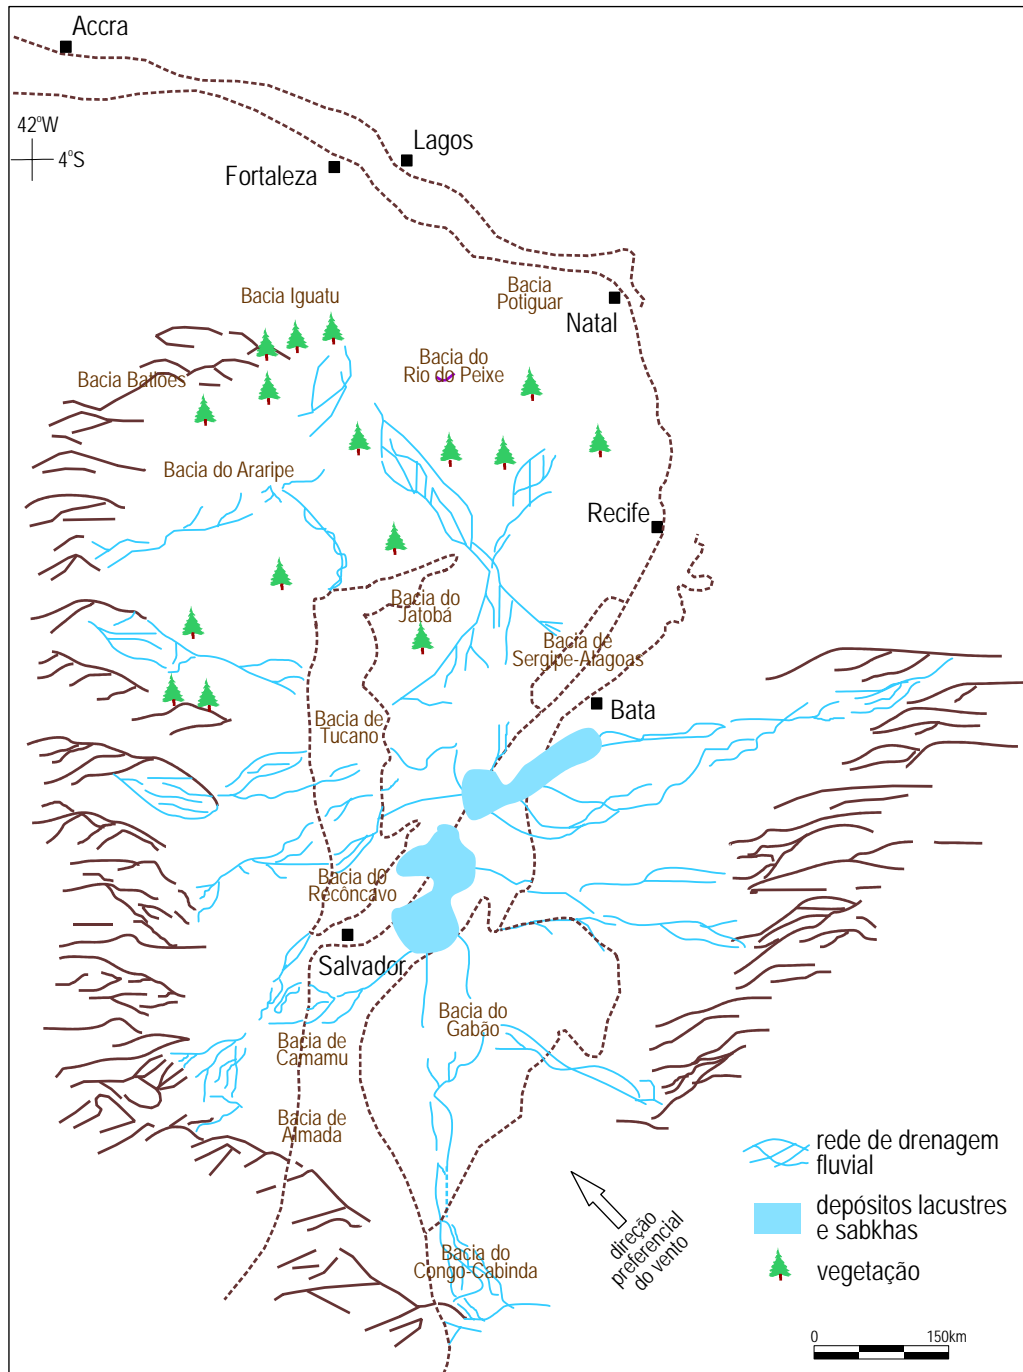 Accra
42°W
4°S
Lagos
Fortaleza
Bacia
Potiguar
Bacia Iguatu
Natal
Bacia do
Rio do Peixe
Bacia Batioes
Bacia do Araripe
Recife
Bacia do
Jatobá
Bacia de
Sergipe-Alagoas
Bata
Bacia de
Tucano
Bacia do
Recôncavo
Salvador
Bacia do
Gabão
Bacia de
Camamu
Bacia de
Almada
rede de drenagem
fluvial
depósitos lacustres
e sabkhas
vegetação
direção
preferencial
do vento
Bacia do
Congo-Cabinda
0
150km